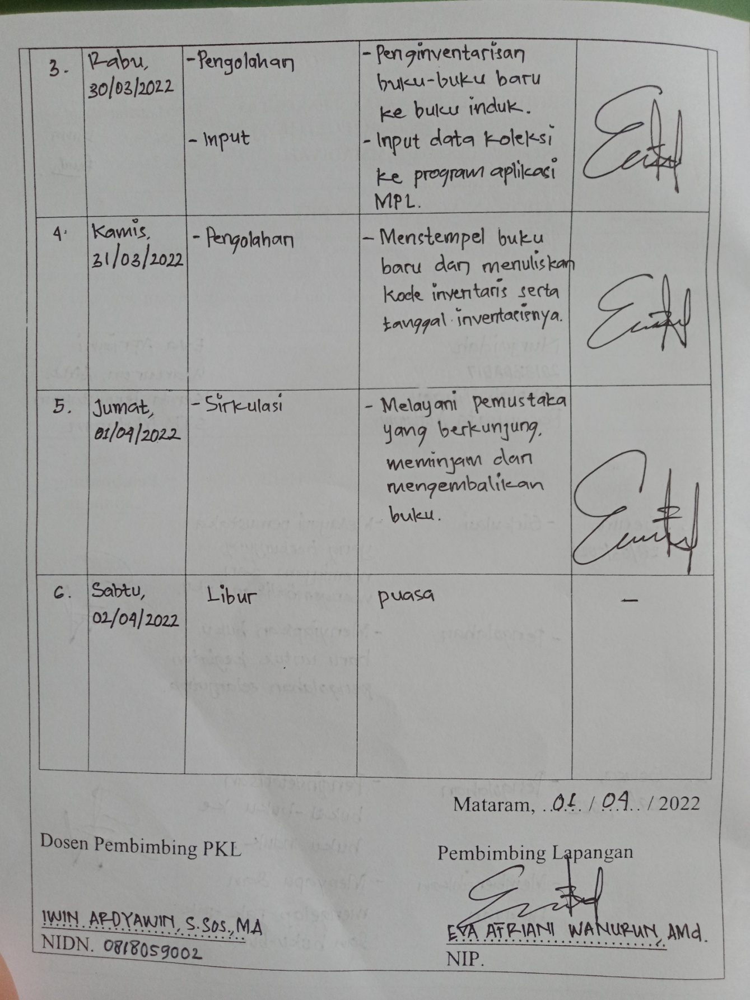 3. Rabu, -Pengolahan - Penginventarisan
30/03/2022 buku-buku baru
ke buku induk.
- Input - Input data koleksi
ke program aplikasi
MPL.
4. Kamis, - Pengolahan - Menstempel buku
31/03/2022 baru dan menuliskan
kode inventaris serta
tanggal inventarisnya.
5. Jumat, - Sirkulasi - Melayani pemustaka
01/04/2022 yang berkunjung,
meminjam dan
mengembalikan
buku.
6. Sabtu, Libur puasa -
02/04/2022
Mataram, 01 / 04 / 2022
Dosen Pembimbing PKL Pembimbing Lapangan
IWIN ARDYAWIN, S.Sos., MA EVA AFRIANI WANURUN, AMd.
NIDN. 0818059002 NIP.